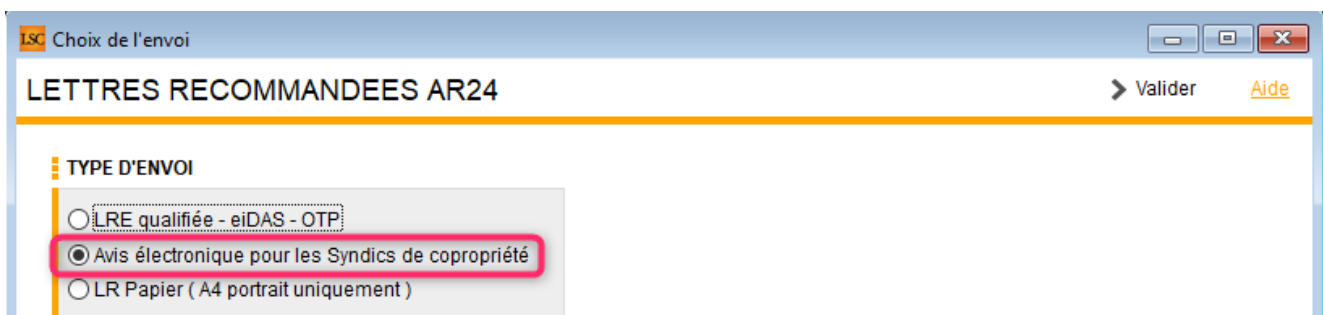 LSC Choix de l'envoi
LETTRES RECOMMANDEES AR24
Valider
Aide
TYPE D'ENVOI
LRE qualifiée - eiDAS - OTP
Avis électronique pour les Syndics de copropriété
LR Papier ( A4 portrait uniquement )